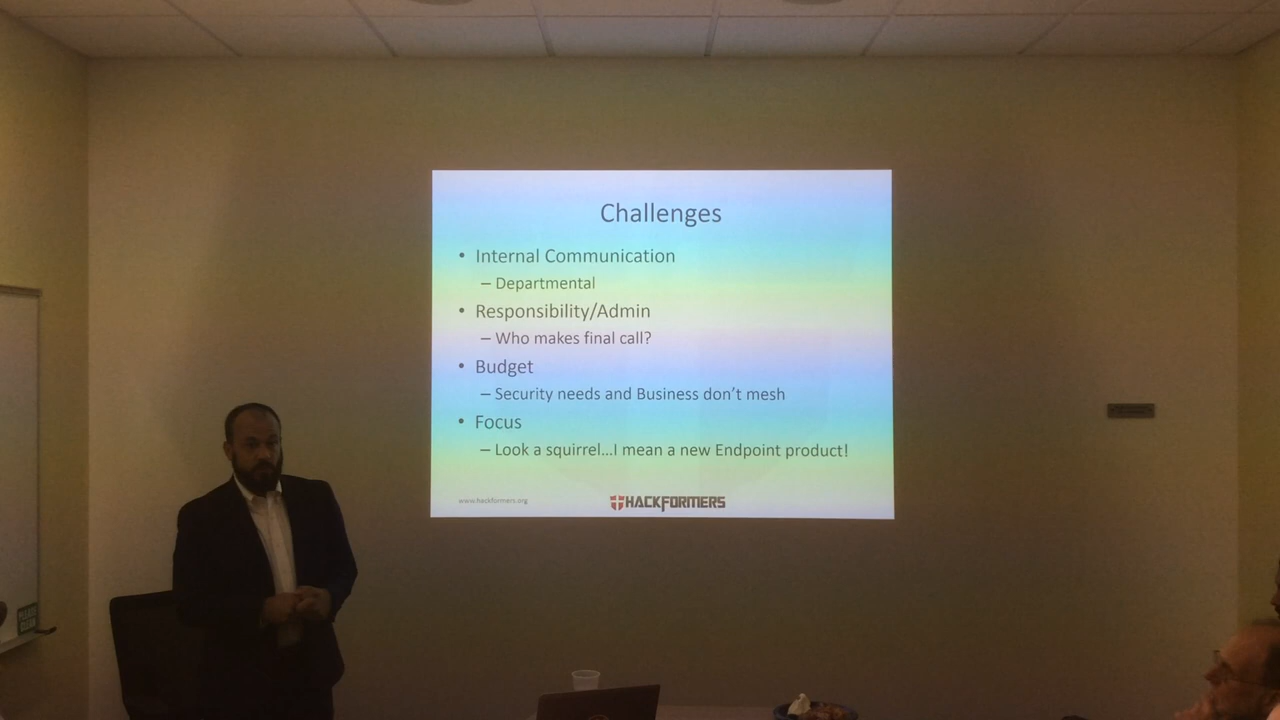 Challenges
• Internal Communication
– Departmental
• Responsibility/Admin
– Who makes final call?
• Budget
– Security needs and Business don't mesh
• Focus
– Look a squirrel...I mean a new Endpoint product!
www.hackformers.org
HACKFORMERS